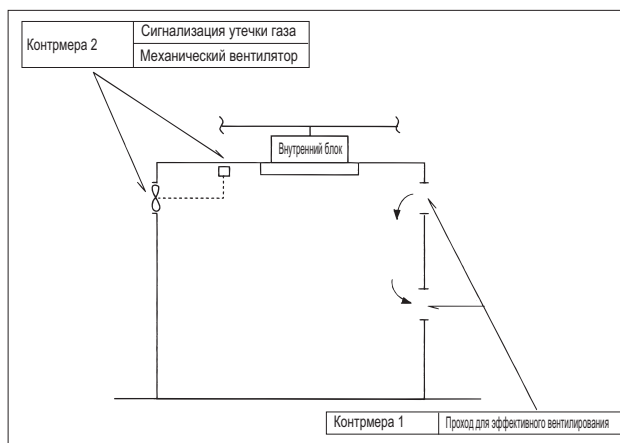 Контрмера 2
Сигнализация утечки газа
Механический вентилятор
Внутренний блок
Контрмера 1
Проход для эффективного вентилирования